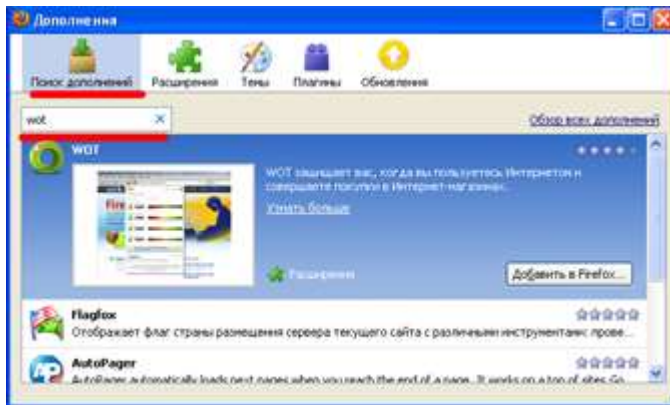 Дополнения
Поиск дополнений Расширения Темы Плагины Обновления
wot
Обзор всех дополнений
WOT
WOT защищает вас, когда вы пользуетесь Интернетом и
совершаете покупки в Интернет-магазинах.
Узнать больше
Расширения
Добавить в Firefox...
Flagfox
Отображает флаг страны размещения сервера текущего сайта с различными инструментами: прове...
AutoPager
AutoPager automatically loads next pages when you reach the end of a page. It works on a ton of sites. Go